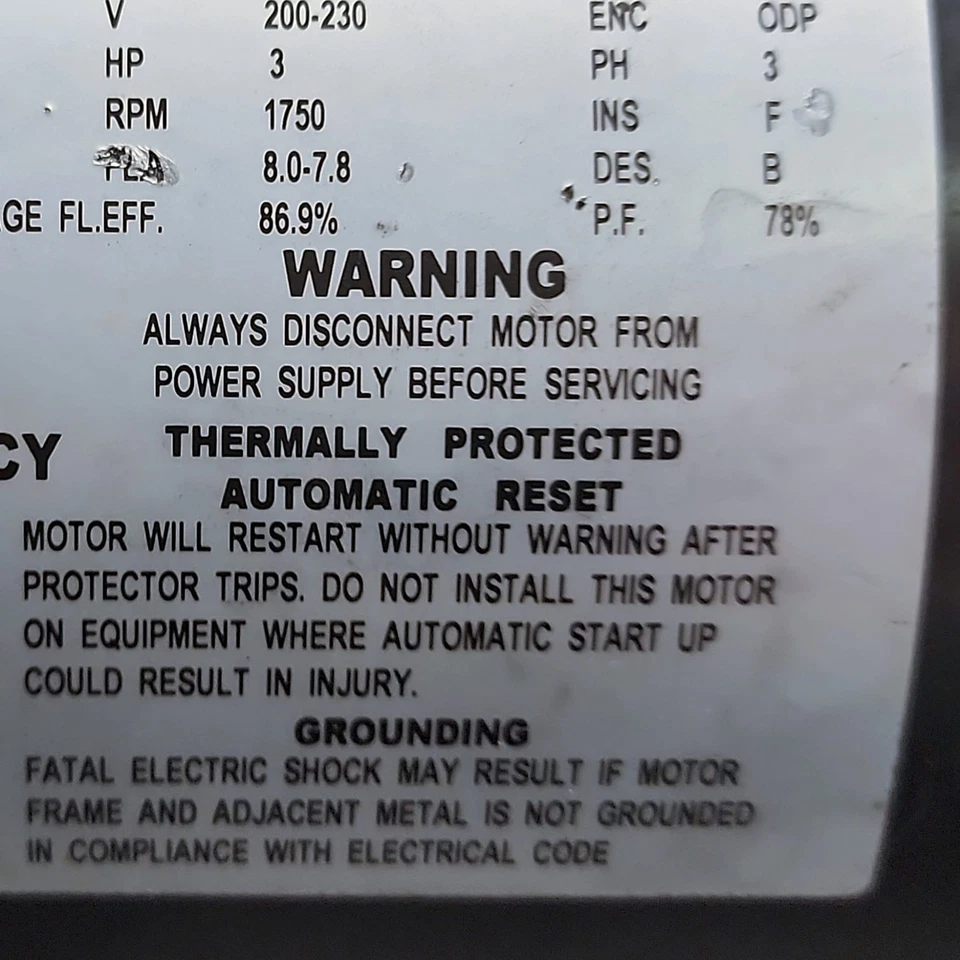 V 200-230 ENC ODP
HP 3 PH 3
RPM 1750 INS F
FLA 8.0-7.8 DES. B
GE FL.EFF. 86.9% P.F. 78%
WARNING
ALWAYS DISCONNECT MOTOR FROM
POWER SUPPLY BEFORE SERVICING
CY THERMALLY PROTECTED
AUTOMATIC RESET
MOTOR WILL RESTART WITHOUT WARNING AFTER
PROTECTOR TRIPS. DO NOT INSTALL THIS MOTOR
ON EQUIPMENT WHERE AUTOMATIC START UP
COULD RESULT IN INJURY.
GROUNDING
FATAL ELECTRIC SHOCK MAY RESULT IF MOTOR
FRAME AND ADJACENT METAL IS NOT GROUNDED
IN COMPLIANCE WITH ELECTRICAL CODE